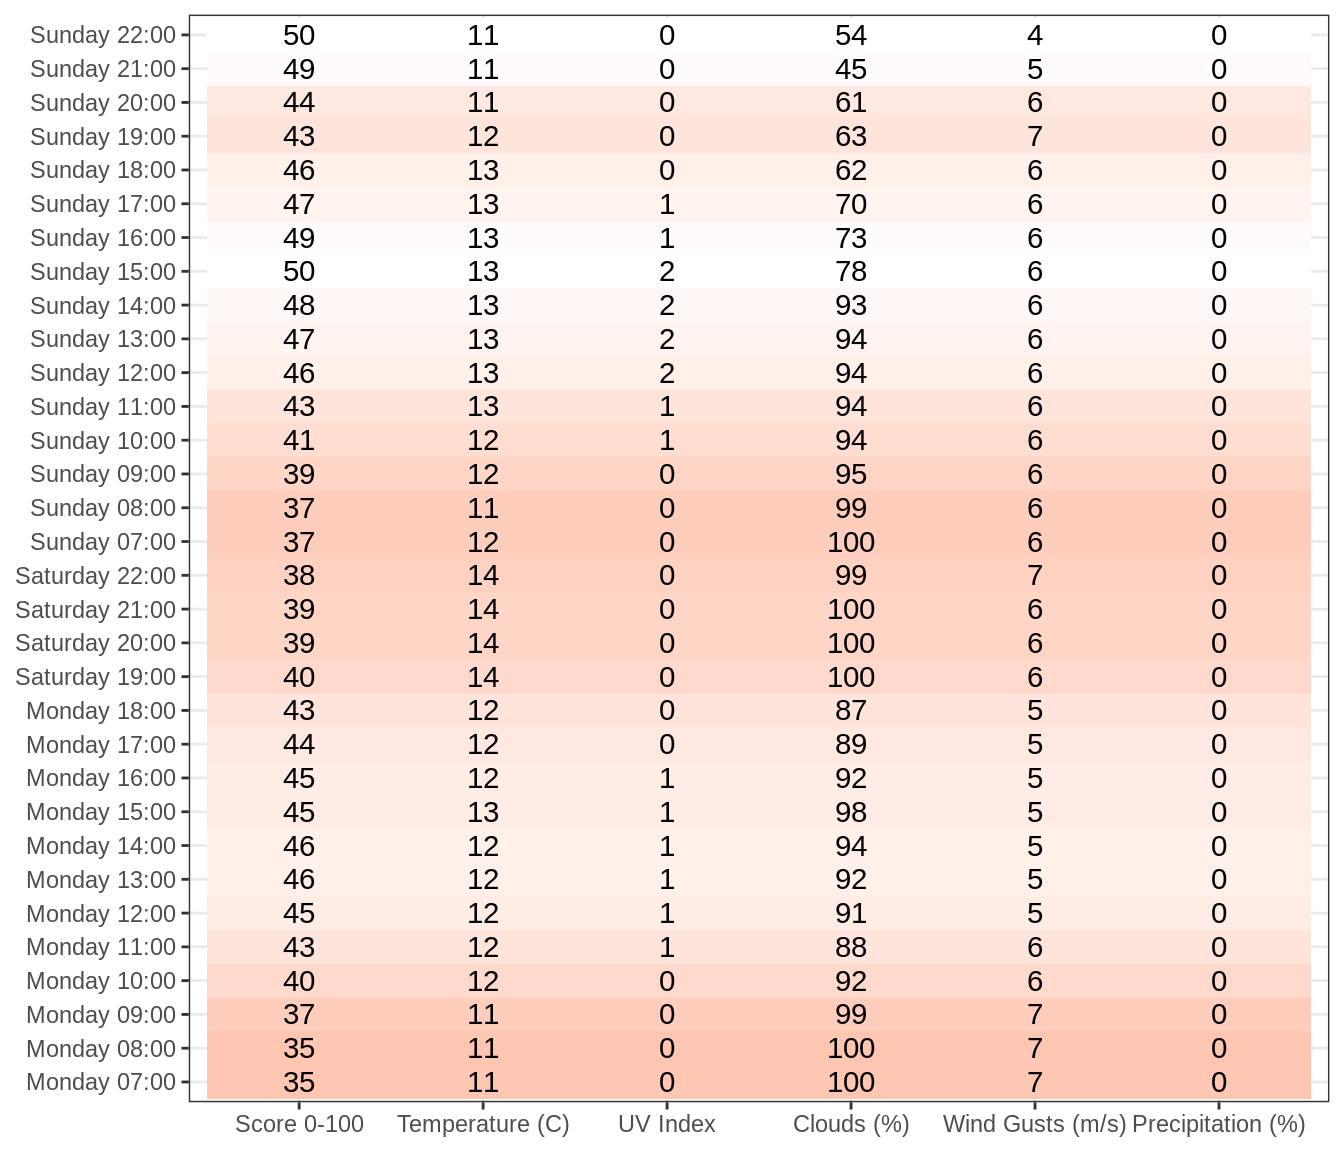 Sunday 22:00 50 11 0 54 4 0
Sunday 21:00 49 11 0 45 5 0
Sunday 20:00 44 11 0 61 6 0
Sunday 19:00 43 12 0 63 7 0
Sunday 18:00 46 13 0 62 6 0
Sunday 17:00 47 13 1 70 6 0
Sunday 16:00 49 13 1 73 6 0
Sunday 15:00 50 13 2 78 6 0
Sunday 14:00 48 13 2 93 6 0
Sunday 13:00 47 13 2 94 6 0
Sunday 12:00 46 13 2 94 6 0
Sunday 11:00 43 13 1 94 6 0
Sunday 10:00 41 12 1 94 6 0
Sunday 09:00 39 12 0 95 6 0
Sunday 08:00 37 11 0 99 6 0
Sunday 07:00 37 12 0 100 6 0
Saturday 22:00 38 14 0 99 7 0
Saturday 21:00 39 14 0 100 6 0
Saturday 20:00 39 14 0 100 6 0
Saturday 19:00 40 14 0 100 6 0
Monday 18:00 43 12 0 87 5 0
Monday 17:00 44 12 0 89 5 0
Monday 16:00 45 12 1 92 5 0
Monday 15:00 45 13 1 98 5 0
Monday 14:00 46 12 1 94 5 0
Monday 13:00 46 12 1 92 5 0
Monday 12:00 45 12 1 91 5 0
Monday 11:00 43 12 1 88 6 0
Monday 10:00 40 12 0 92 6 0
Monday 09:00 37 11 0 99 7 0
Monday 08:00 35 11 0 100 7 0
Monday 07:00 35 11 0 100 7 0
Score 0-100 Temperature (C) UV Index Clouds (%) Wind Gusts (m/s) Precipitation (%)